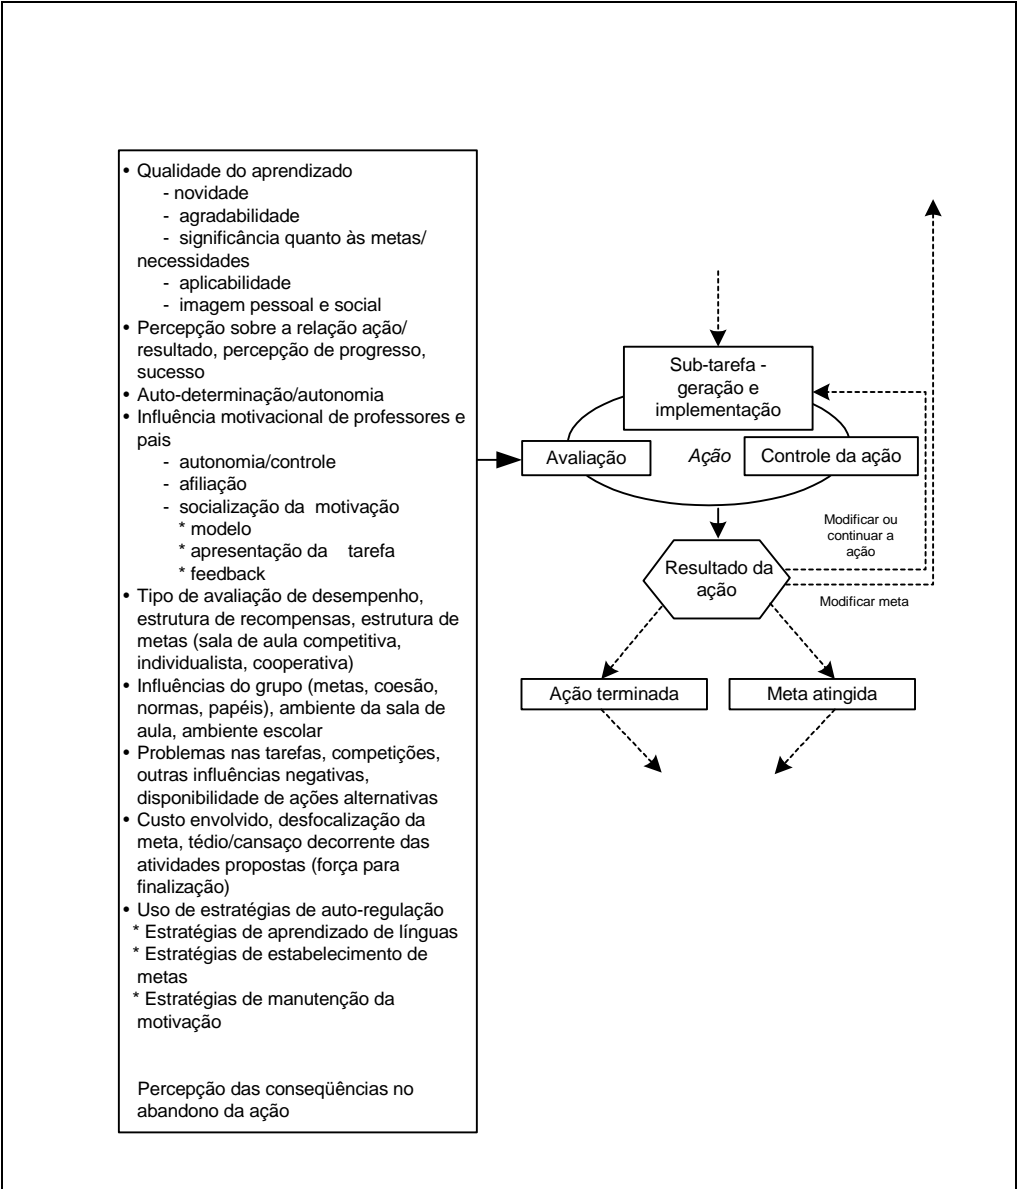 • Qualidade do aprendizado
- novidade
- agradabilidade
- significância quanto às metas/
necessidades
- aplicabilidade
- imagem pessoal e social
• Percepção sobre a relação ação/
resultado, percepção de progresso,
sucesso
• Auto-determinação/autonomia
• Influência motivacional de professores e
pais
- autonomia/controle
- afiliação
- socialização da motivação
* modelo
* apresentação da tarefa
* feedback
• Tipo de avaliação de desempenho,
estrutura de recompensas, estrutura de
metas (sala de aula competitiva,
individualista, cooperativa)
• Influências do grupo (metas, coesão,
normas, papéis), ambiente da sala de
aula, ambiente escolar
• Problemas nas tarefas, competições,
outras influências negativas,
disponibilidade de ações alternativas
• Custo envolvido, desfocalização da
meta, tédio/cansaço decorrente das
atividades propostas (força para
finalização)
• Uso de estratégias de auto-regulação
* Estratégias de aprendizado de línguas
* Estratégias de estabelecimento de
metas
* Estratégias de manutenção da
motivação
Percepção das conseqüências no
abandono da ação
Sub-tarefa -
geração e
implementação
Avaliação
Ação
Controle da ação
Modificar ou
continuar a
ação
Resultado da
ação
Modificar meta
Ação terminada
Meta atingida